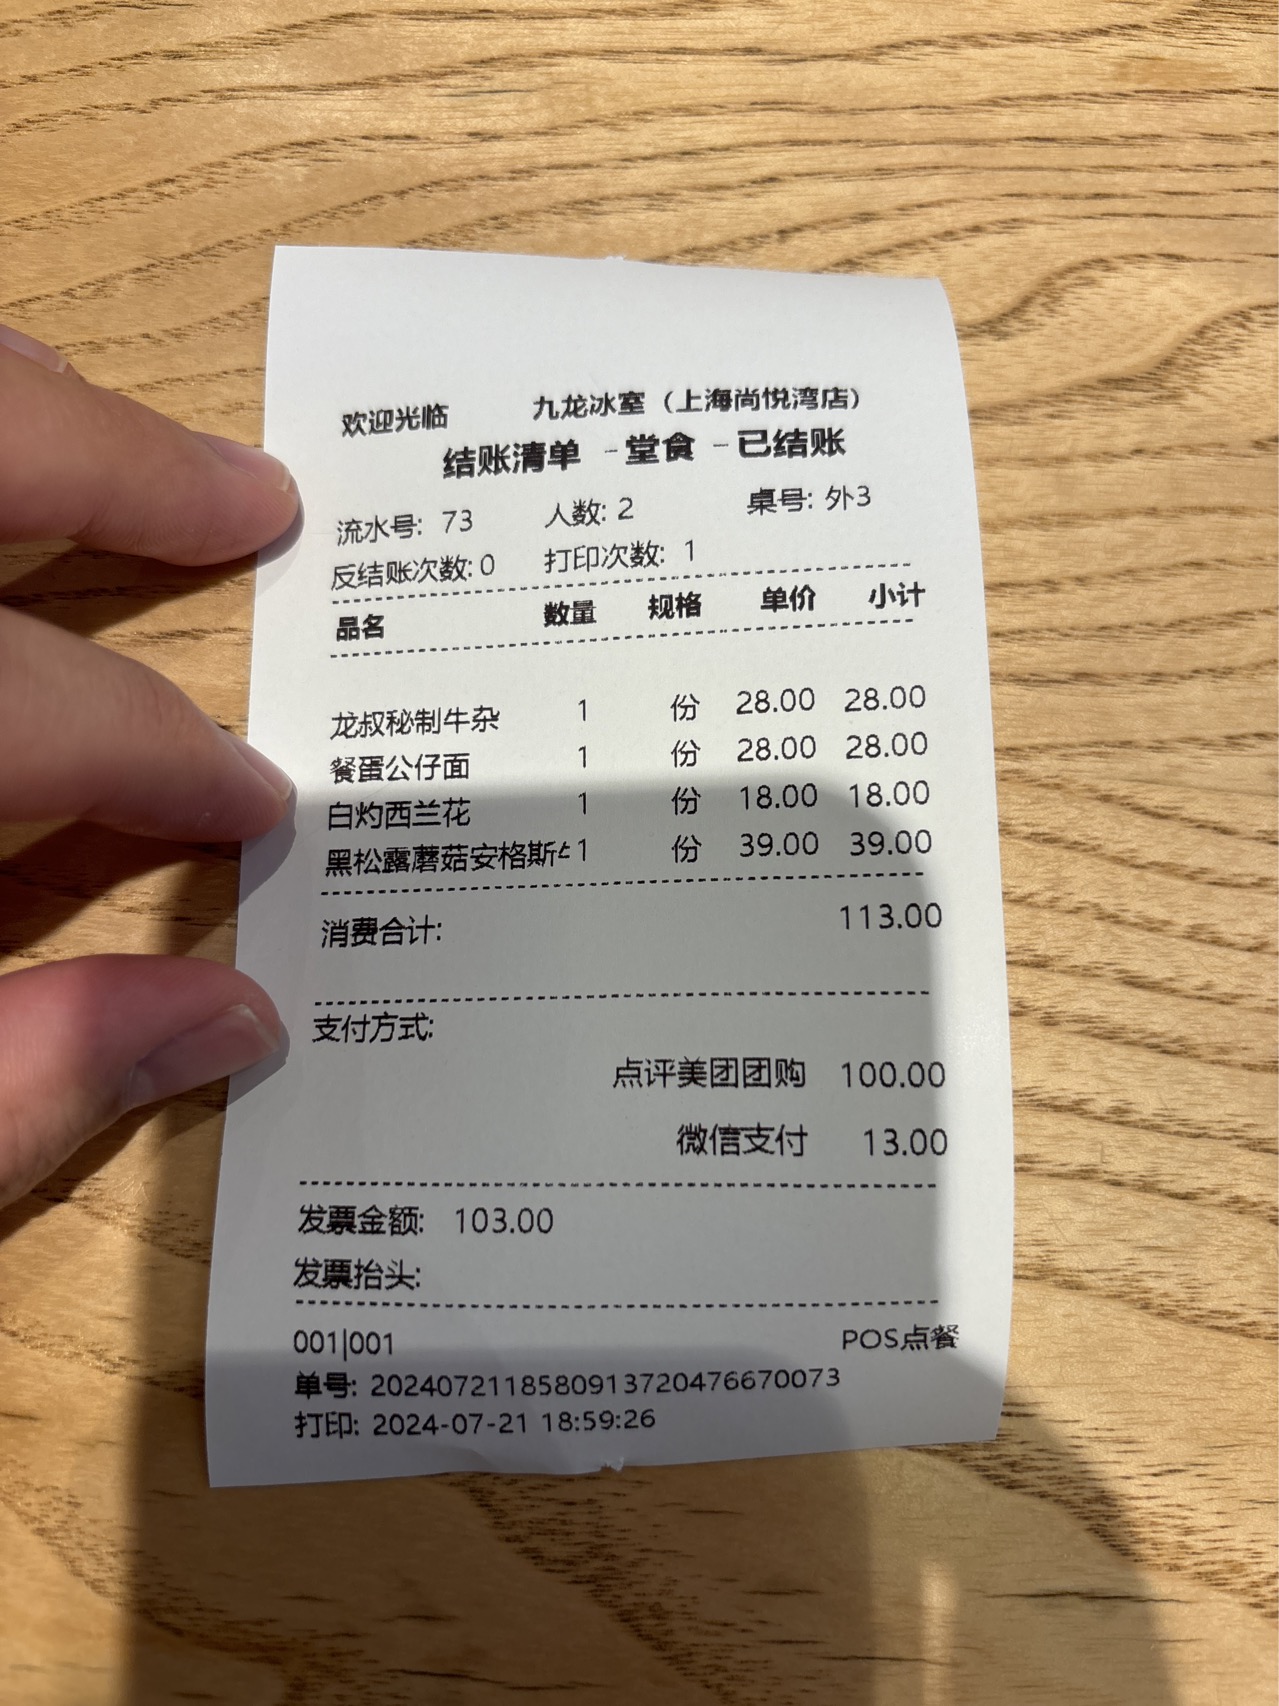 欢迎光临 九龙冰室（上海尚悦湾店）
结账清单 -堂食 -已结账
流水号: 73 人数: 2 桌号: 外3
反结账次数: 0 打印次数: 1
品名 数量 规格 单价 小计
龙叔秘制牛杂 1 份 28.00 28.00
餐蛋公仔面 1 份 28.00 28.00
白灼西兰花 1 份 18.00 18.00
黑松露蘑菇安格斯 1 份 39.00 39.00
消费合计: 113.00
支付方式:
点评美团团购 100.00
微信支付 13.00
发票金额: 103.00
发票抬头:
001|001 POS点餐
单号: 2024072118580913720476670073
打印: 2024-07-21 18:59:26